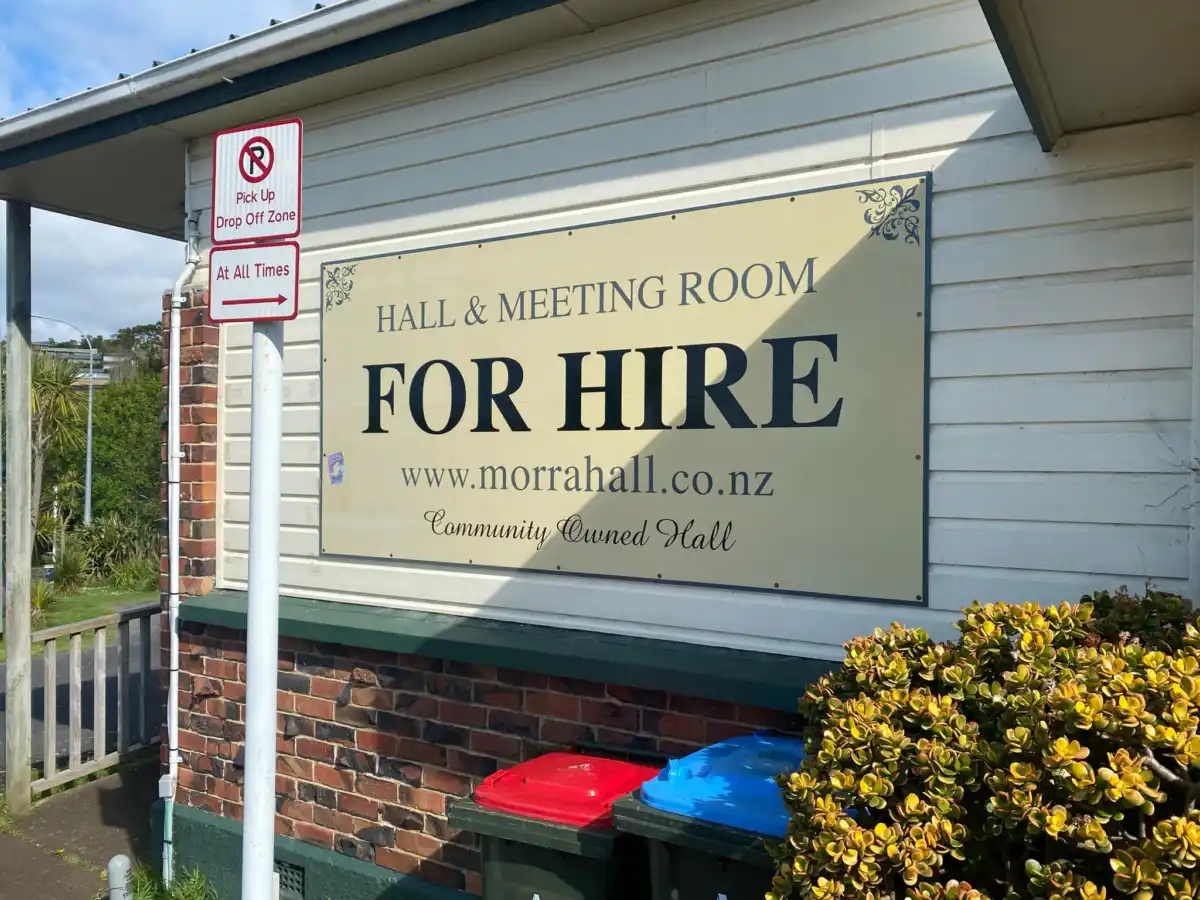 P
Pick Up
Drop Off Zone
At All Times
HALL & MEETING ROOM
FOR HIRE
www.morrahall.co.nz
Community Owned Hall